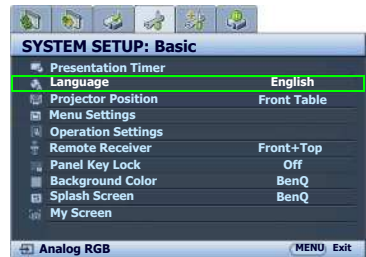 SYSTEM SETUP: Basic
Presentation Timer
Language English
Projector Position Front Table
Menu Settings
Operation Settings
Remote Receiver Front+Top
Panel Key Lock Off
Background Color BenQ
Splash Screen BenQ
My Screen
Analog RGB MENU Exit